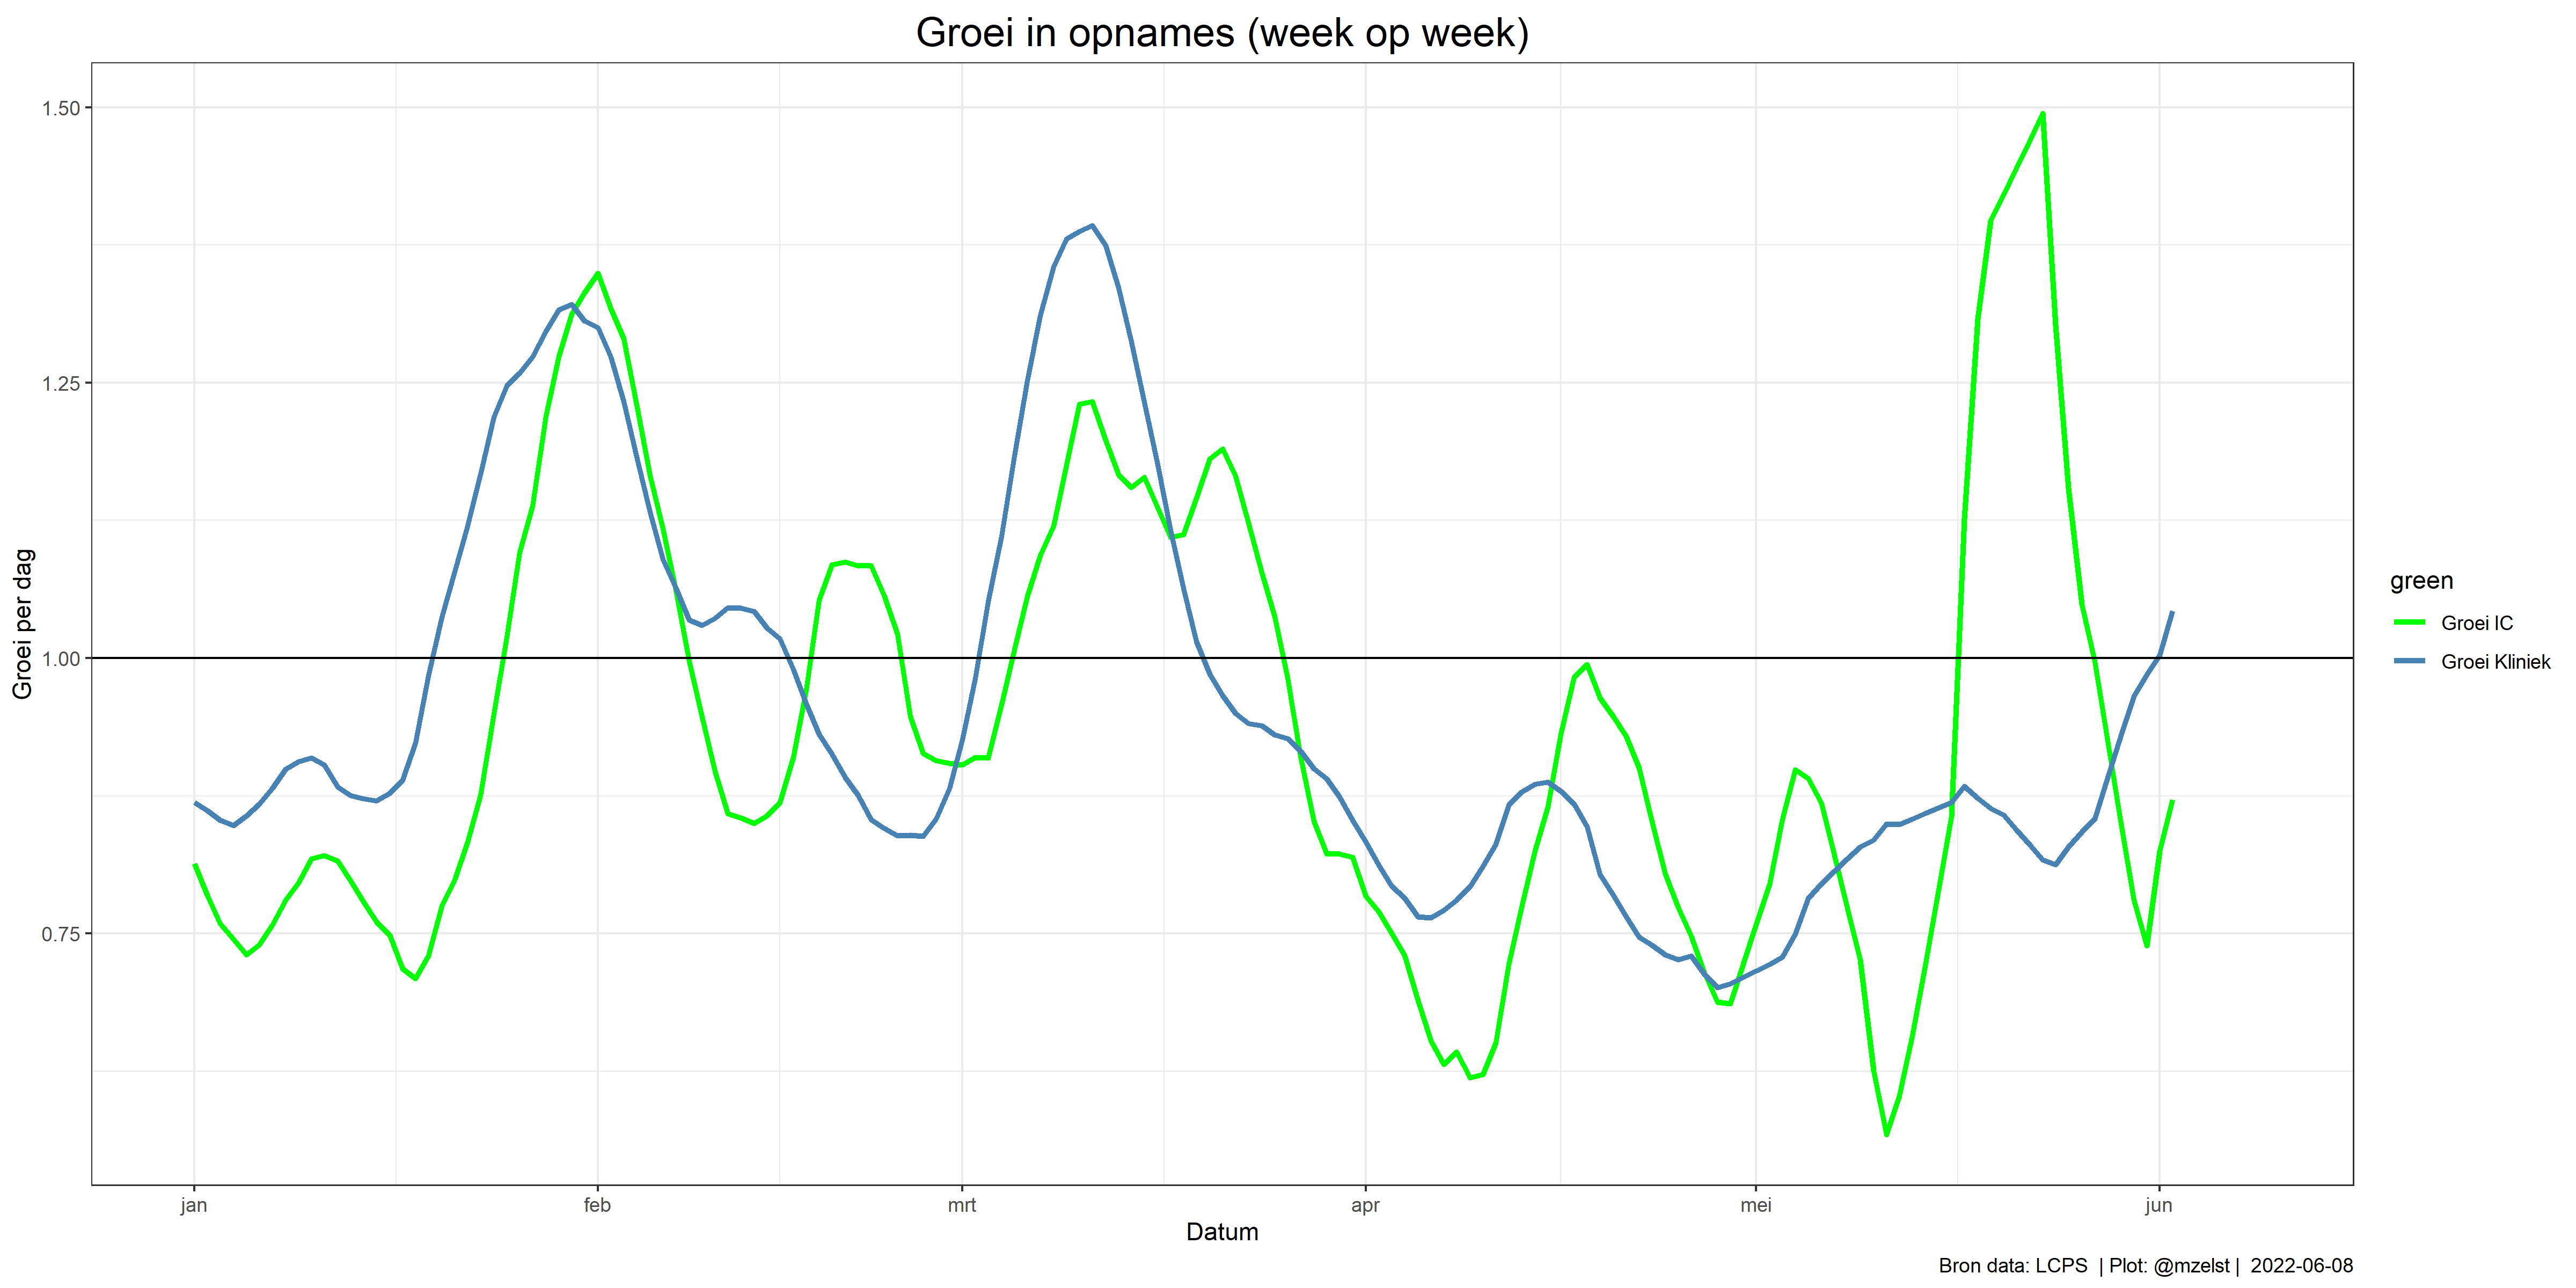 Groei in opnames (week op week)
Groei per dag
1.50
1.25
1.00
0.75
jan feb mrt apr mei jun
Datum
green
Groei IC
Groei Kliniek
Bron data: LCPS | Plot: @mzelst | 2022-06-08